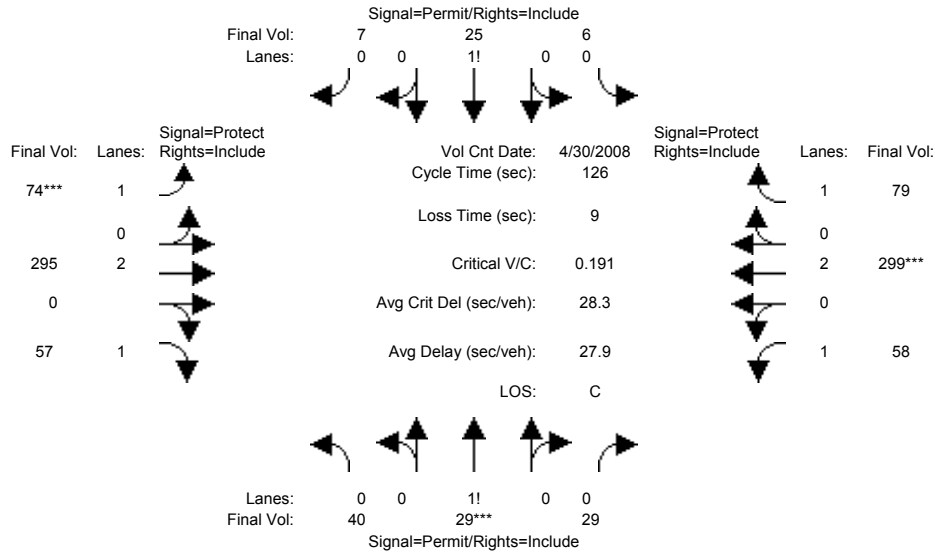 Signal=Permit/Rights=Include
Final Vol: 7 25 6
Lanes: 0 0 1! 0 0
Signal=Protect Signal=Protect
Final Vol: Lanes: Rights=Include Vol Cnt Date: 4/30/2008 Rights=Include Lanes: Final Vol:
Cycle Time (sec): 126
74*** 1 1 79
Loss Time (sec): 9
0 0
295 2 Critical V/C: 0.191 2 299***
0 Avg Crit Del (sec/veh): 28.3 0
57 1 Avg Delay (sec/veh): 27.9 1 58
LOS: C
Lanes: 0 0 1! 0 0
Final Vol: 40 29*** 29
Signal=Permit/Rights=Include